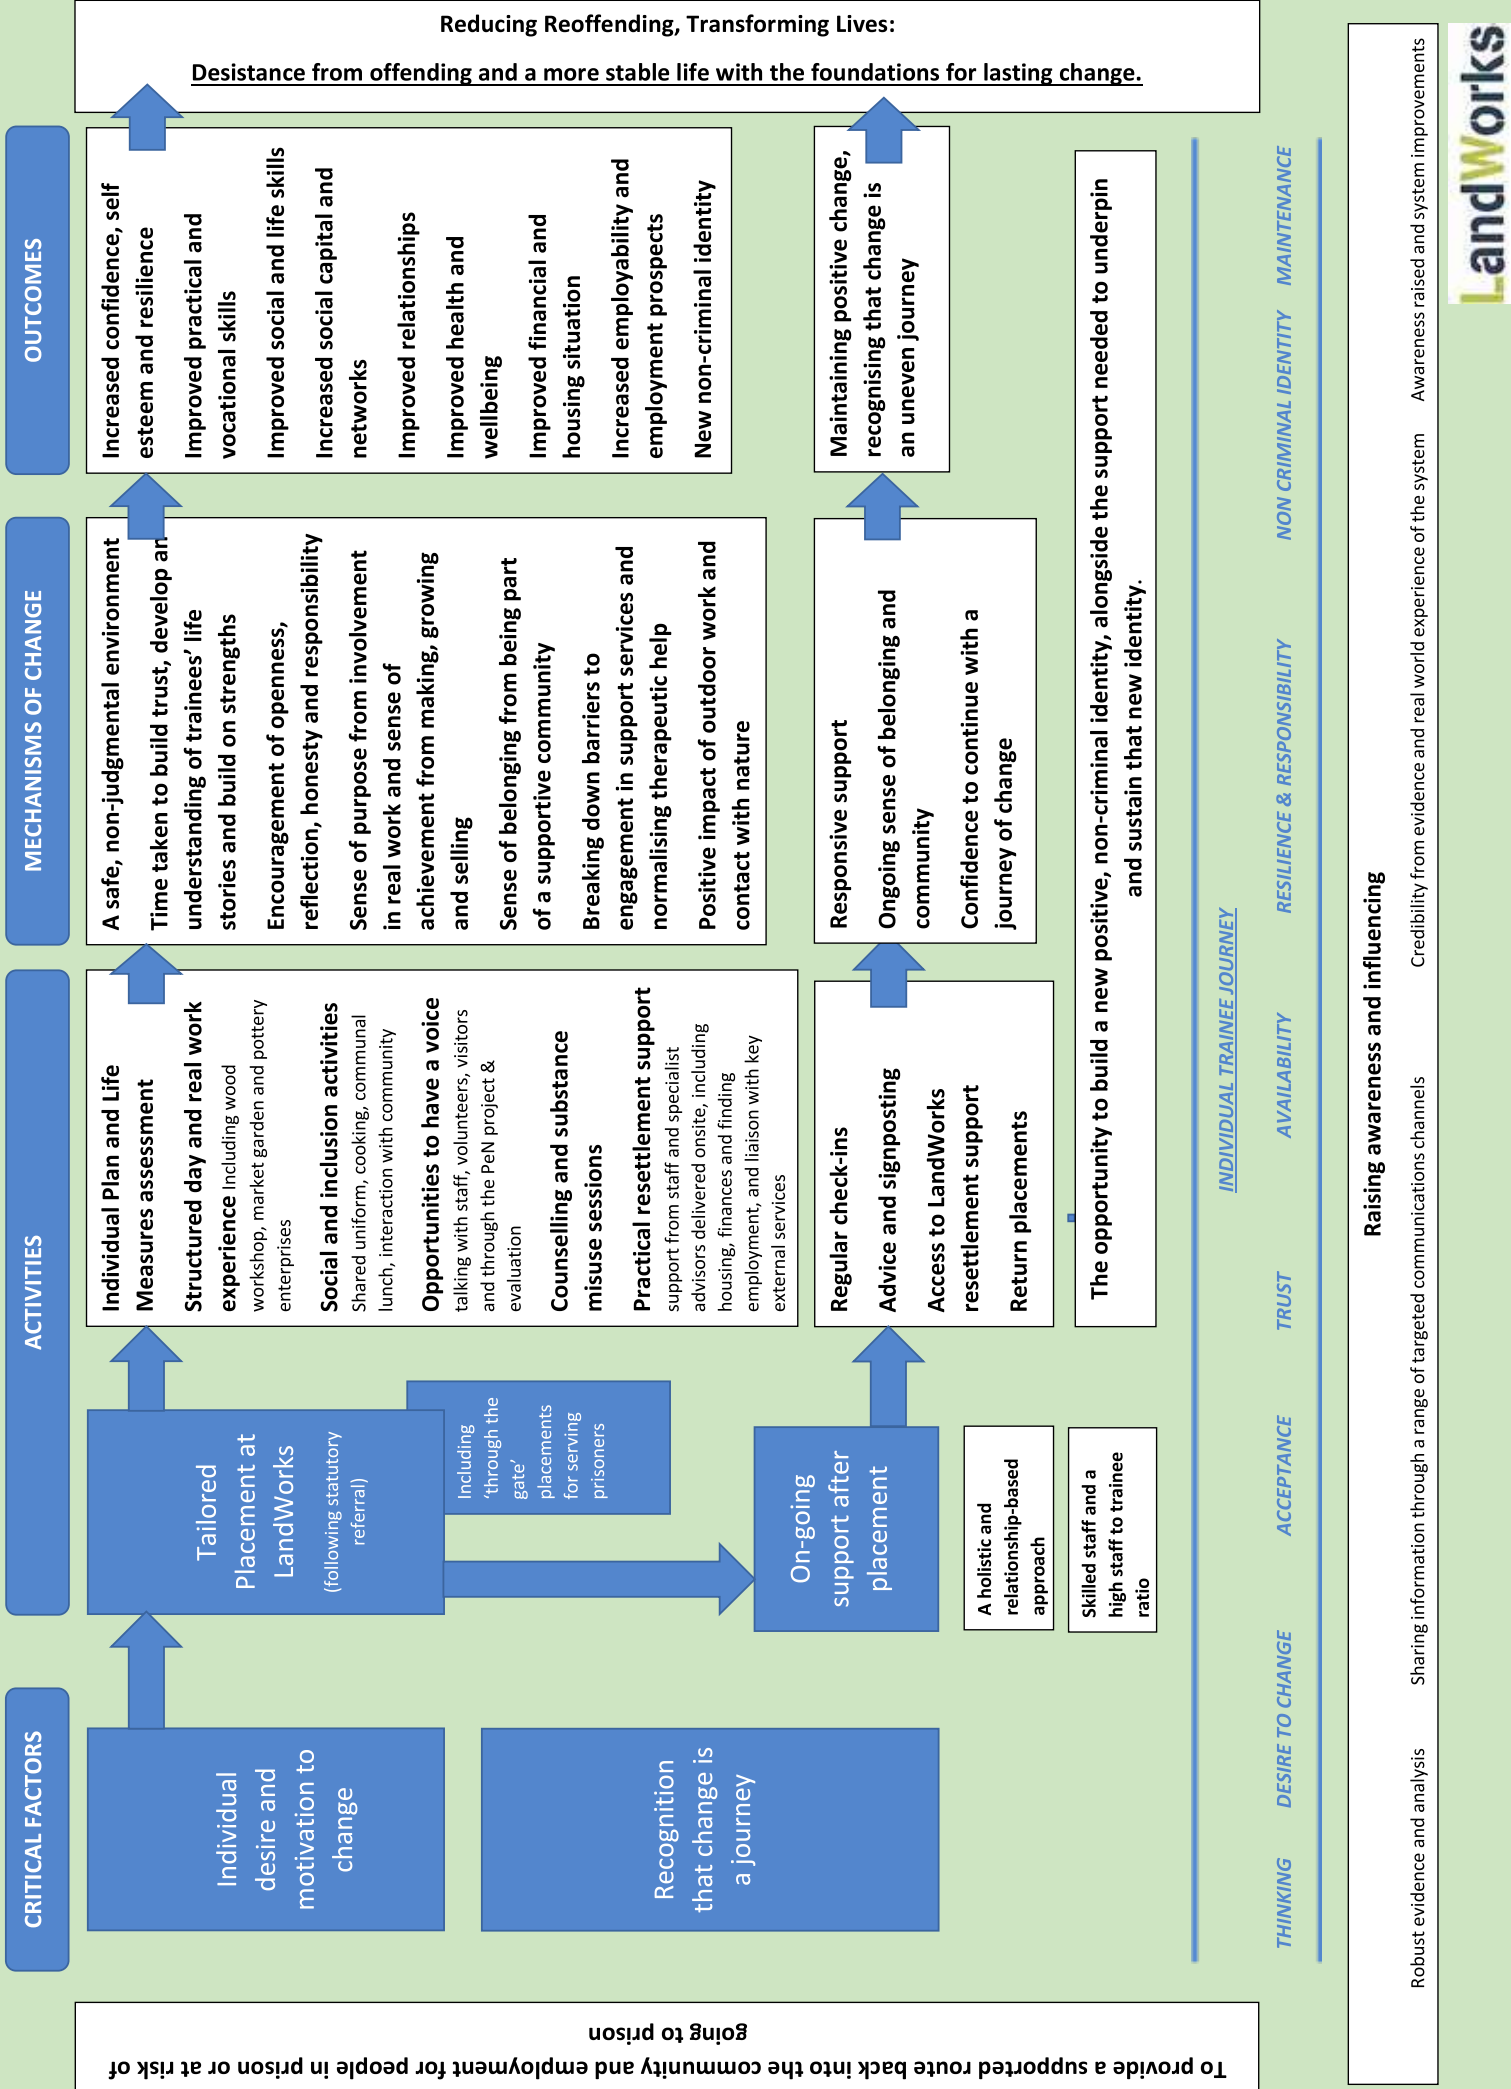 To provide a supported route back into the community and employment for people in prison or at risk of
going to prison
CRITICAL FACTORS
ACTIVITIES
MECHANISMS OF CHANGE
OUTCOMES
Individual
desire and
motivation to
change
Recognition
that change is
a journey
Tailored
Placement at
LandWorks
(following statutory
referral)
Including
‘through the
gate’
placements
for serving
prisoners
On-going
support after
placement
A holistic and
relationship-based
approach
Skilled staff and a
high staff to trainee
ratio
Individual Plan and Life
Measures assessment
Structured day and real work
experience Including wood
workshop, market garden and pottery
enterprises
Social and inclusion activities
Shared uniform, cooking, communal
lunch, interaction with community
Opportunities to have a voice
talking with staff, volunteers, visitors
and through the PeN project &
evaluation
Counselling and substance
misuse sessions
Practical resettlement support
support from staff and specialist
advisors delivered onsite, including
housing, finances and finding
employment, and liaison with key
external services
Regular check-ins
Advice and signposting
Access to LandWorks
resettlement support
Return placements
A safe, non-judgmental environment
Time taken to build trust, develop an
understanding of trainees’ life
stories and build on strengths
Encouragement of openness,
reflection, honesty and responsibility
Sense of purpose from involvement
in real work and sense of
achievement from making, growing
and selling
Sense of belonging from being part
of a supportive community
Breaking down barriers to
engagement in support services and
normalising therapeutic help
Positive impact of outdoor work and
contact with nature
Responsive support
Ongoing sense of belonging and
community
Confidence to continue with a
journey of change
Increased confidence, self
esteem and resilience
Improved practical and
vocational skills
Improved social and life skills
Increased social capital and
networks
Improved relationships
Improved health and
wellbeing
Improved financial and
housing situation
Increased employability and
employment prospects
New non-criminal identity
Maintaining positive change,
recognising that change is
an uneven journey
Reducing Reoffending, Transforming Lives:
Desistance from offending and a more stable life with the foundations for lasting change.
The opportunity to build a new positive, non-criminal identity, alongside the support needed to underpin
and sustain that new identity.
INDIVIDUAL TRAINEE JOURNEY
THINKING DESIRE TO CHANGE ACCEPTANCE TRUST AVAILABILITY RESILIENCE & RESPONSIBILITY NON CRIMINAL IDENTITY MAINTENANCE
Raising awareness and influencing
Robust evidence and analysis Sharing information through a range of targeted communications channels Credibility from evidence and real world experience of the system Awareness raised and system improvements
LandWorks